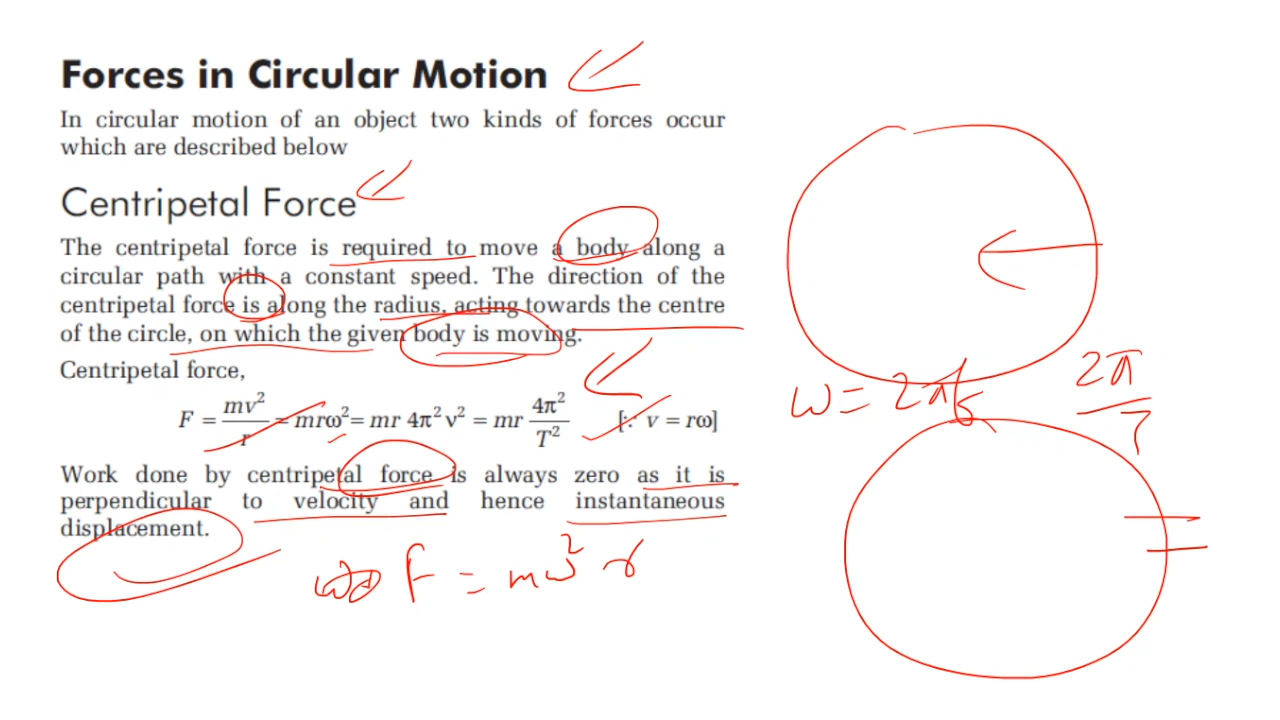 Forces in Circular Motion
In circular motion of an object two kinds of forces occur
which are described below
Centripetal Force
The centripetal force is required to move a body along a
circular path with a constant speed. The direction of the
centripetal force is along the radius, acting towards the centre
of the circle, on which the given body is moving.
Centripetal force,
F = mv²/r = mrω² = mr 4π²ν² = mr 4π²/T² [∵ v = rω]
Work done by centripetal force is always zero as it is
perpendicular to velocity and hence instantaneous
displacement.
F = mω² r
ω = 2π
2π